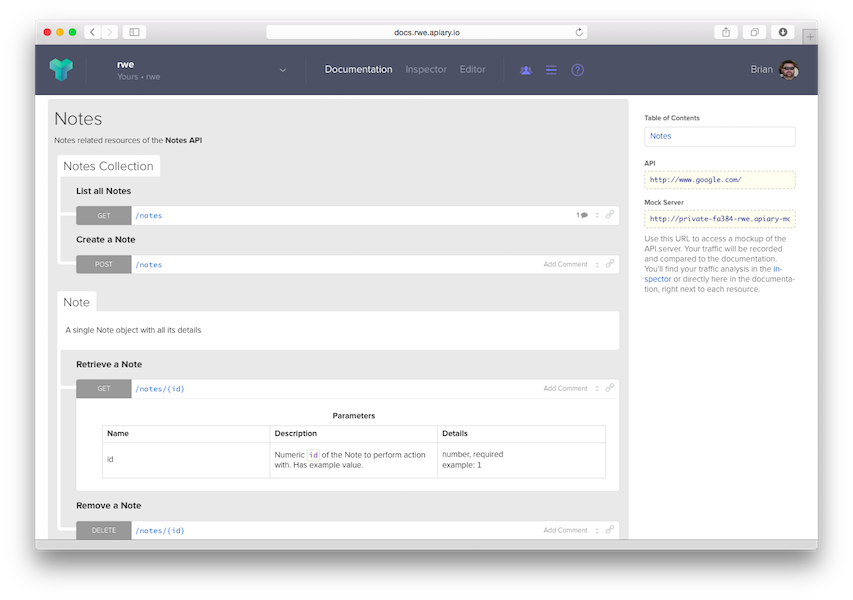 docs.rwe.apiary.io
rwe
Yours • rwe
Documentation
Inspector
Editor
?
Brian
Notes
Notes related resources of the Notes API
Notes Collection
List all Notes
GET
/notes
1
Create a Note
POST
/notes
Add Comment
Note
A single Note object with all its details
Retrieve a Note
GET
/notes/{id}
Add Comment
Parameters
Name
Description
Details
id
Numeric id of the Note to perform action
with. Has example value.
number, required
example: 1
Remove a Note
DELETE
/notes/{id}
Add Comment
Table of Contents
Notes
API
http://www.google.com/
Mock Server
http://private-fa384-rwe.apiary-mo
Use this URL to access a mockup of the
API server. Your traffic will be recorded
and compared to the documentation.
You'll find your traffic analysis in the in-
spector or directly here in the documenta-
tion, right next to each resource.